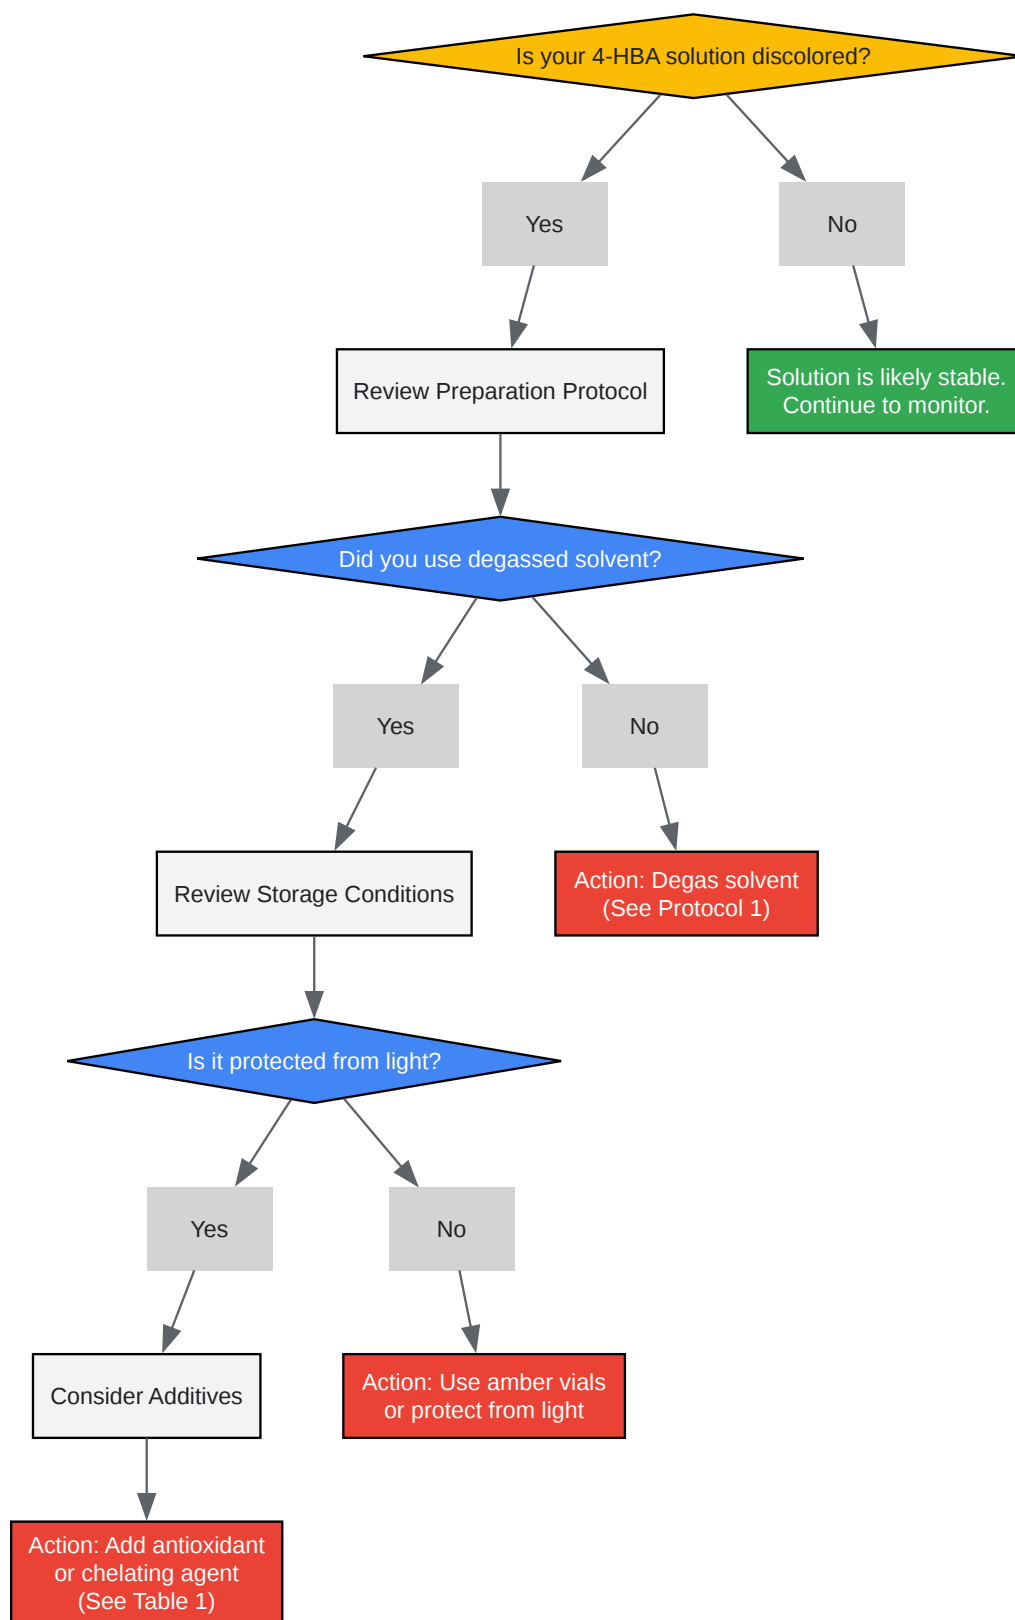 Is your 4-HBA solution discolored?
Yes
No
Review Preparation Protocol
Solution is likely stable.
Continue to monitor.
Did you use degassed solvent?
Yes
No
Review Storage Conditions
Action: Degas solvent
(See Protocol 1)
Is it protected from light?
Yes
No
Consider Additives
Action: Use amber vials
or protect from light
Action: Add antioxidant
or chelating agent
(See Table 1)